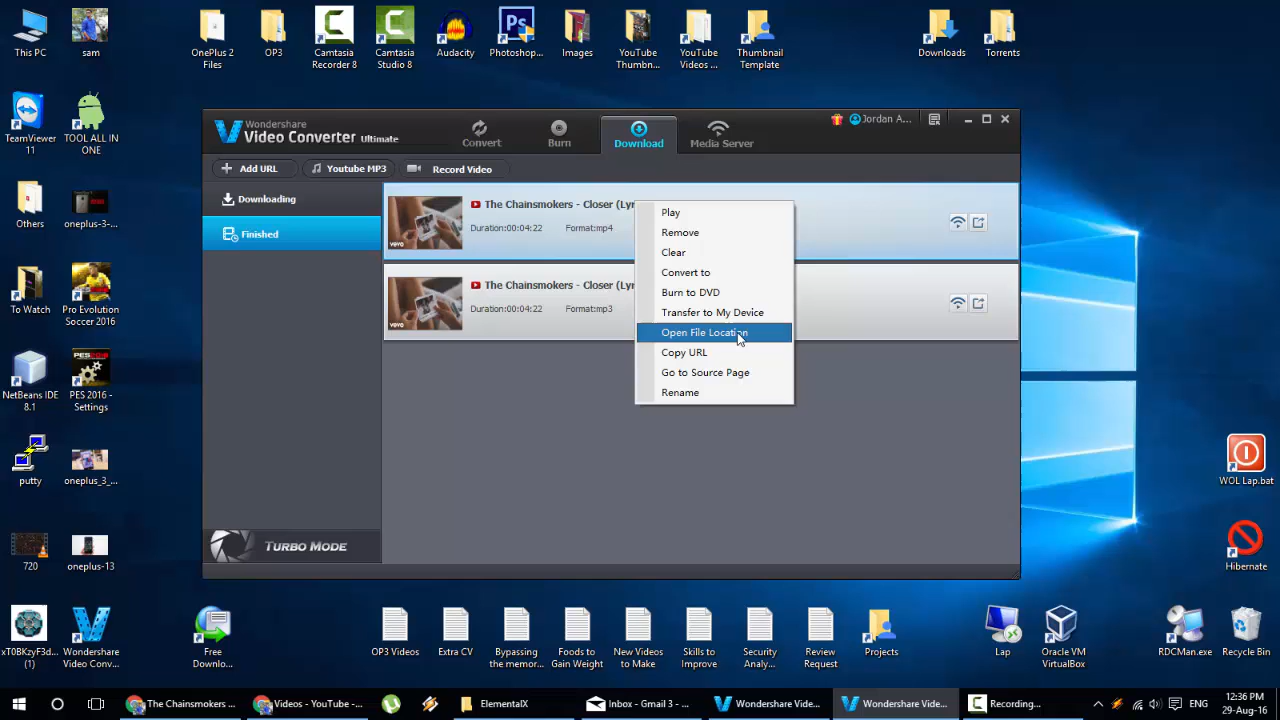 This PC
sam
OnePlus 2
Files
OP3
Camtasia
Recorder 8
Camtasia
Studio 8
Audacity
Ps
Photoshop...
Images
YouTube
Thumbn...
YouTube
Videos ...
Thumbnail
Template
Downloads
Torrents
TeamViewer
11
TOOL ALL IN
ONE
Others
oneplus-3-...
To Watch
Pro Evolution
Soccer 2016
NetBeans IDE
8.1
PES 2016 -
Settings
putty
oneplus_3_...
720
oneplus-13
Wondershare
Video Converter Ultimate
Convert
Burn
Download
Media Server
Jordan A...
Add URL
Youtube MP3
Record Video
Downloading
Finished
The Chainsmokers - Closer (Lyr
Duration:00:04:22 Format:mp4
vevo
The Chainsmokers - Closer (Lyr
Duration:00:04:22 Format:mp3
vevo
Play
Remove
Clear
Convert to
Burn to DVD
Transfer to My Device
Open File Location
Copy URL
Go to Source Page
Rename
TURBO MODE
WOL Lap.bat
Hibernate
xT0BKzyF3d...
(1)
Wondershare
Video Conv...
Free
Downlo...
OP3 Videos
Extra CV
Bypassing
the memor...
Foods to
Gain Weight
New Videos
to Make
Skills to
Improve
Security
Analy...
Review
Request
Projects
Lap
Oracle VM
VirtualBox
RDCMan.exe
Recycle Bin
The Chainsmokers ...
Videos - YouTube - ...
ElementalX
Inbox - Gmail 3 - ...
Wondershare Vide...
Wondershare Vide...
Recording...
ENG
12:36 PM
29-Aug-16